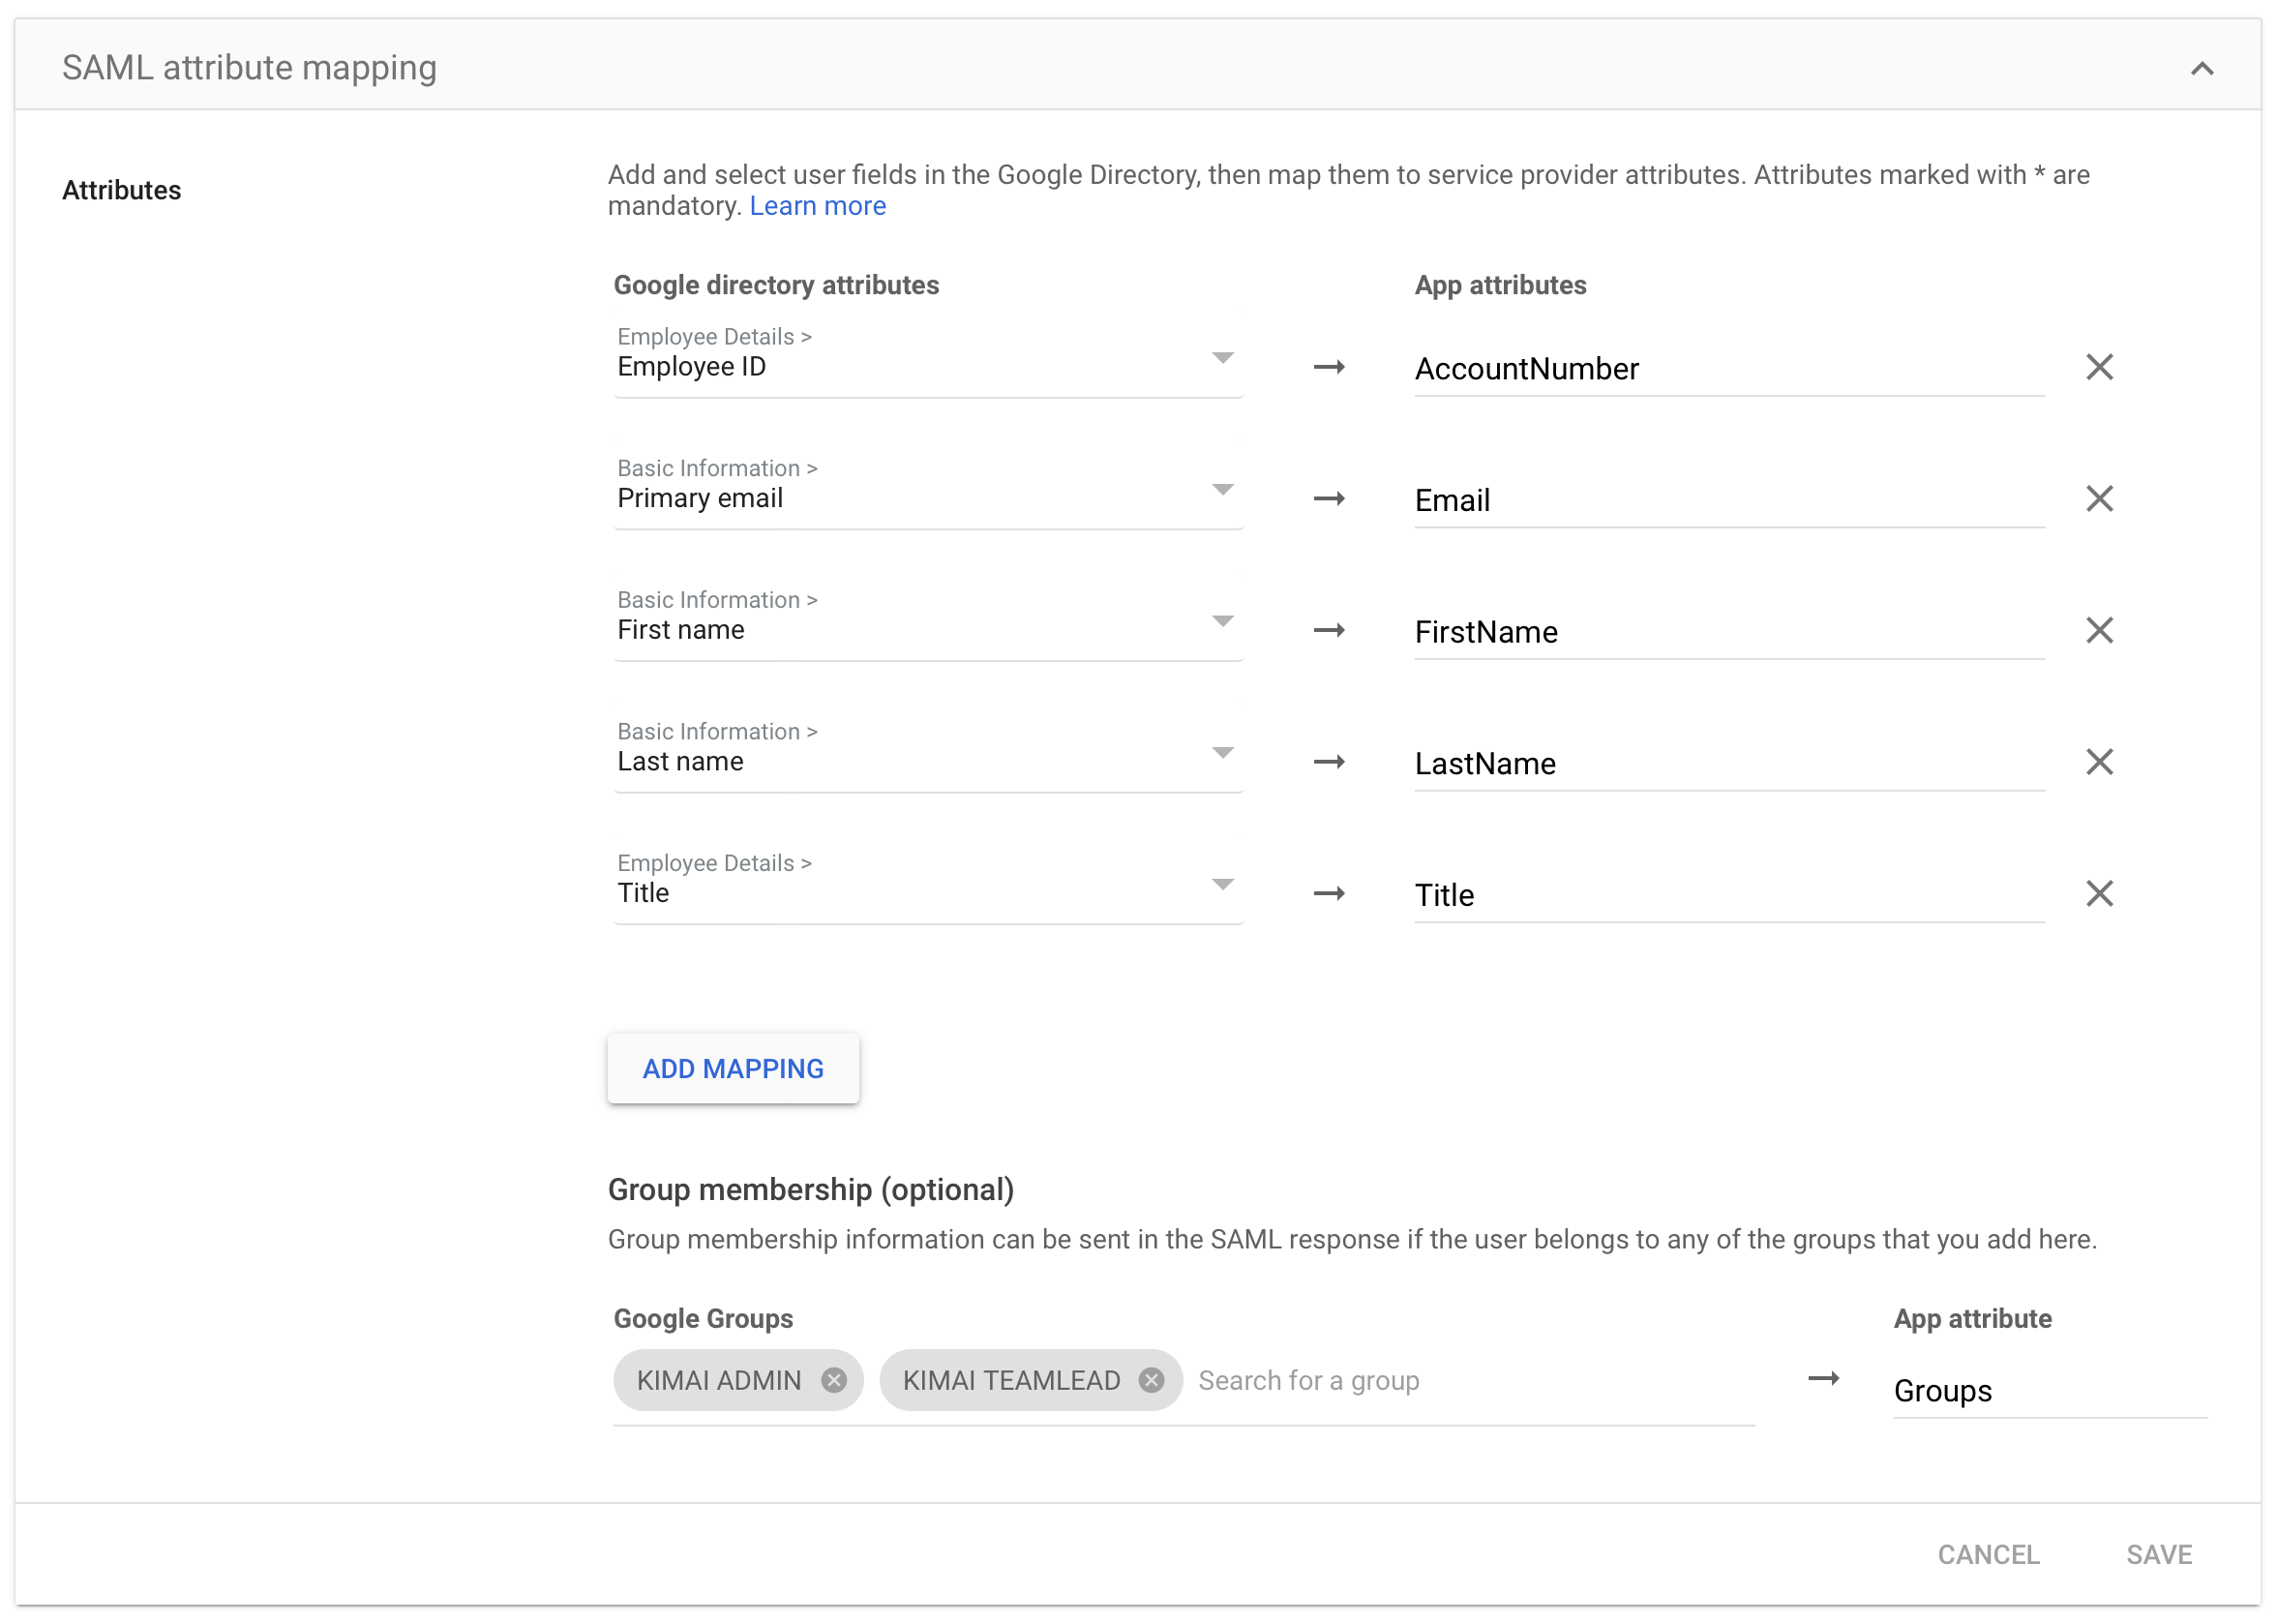 SAML attribute mapping
Attributes
Add and select user fields in the Google Directory, then map them to service provider attributes. Attributes marked with * are
mandatory. Learn more
Google directory attributes
App attributes
Employee Details >
Employee ID
AccountNumber
Basic Information >
Primary email
Email
Basic Information >
First name
FirstName
Basic Information >
Last name
LastName
Employee Details >
Title
Title
ADD MAPPING
Group membership (optional)
Group membership information can be sent in the SAML response if the user belongs to any of the groups that you add here.
Google Groups
App attribute
KIMAI ADMIN KIMAI TEAMLEAD Search for a group
Groups
CANCEL SAVE